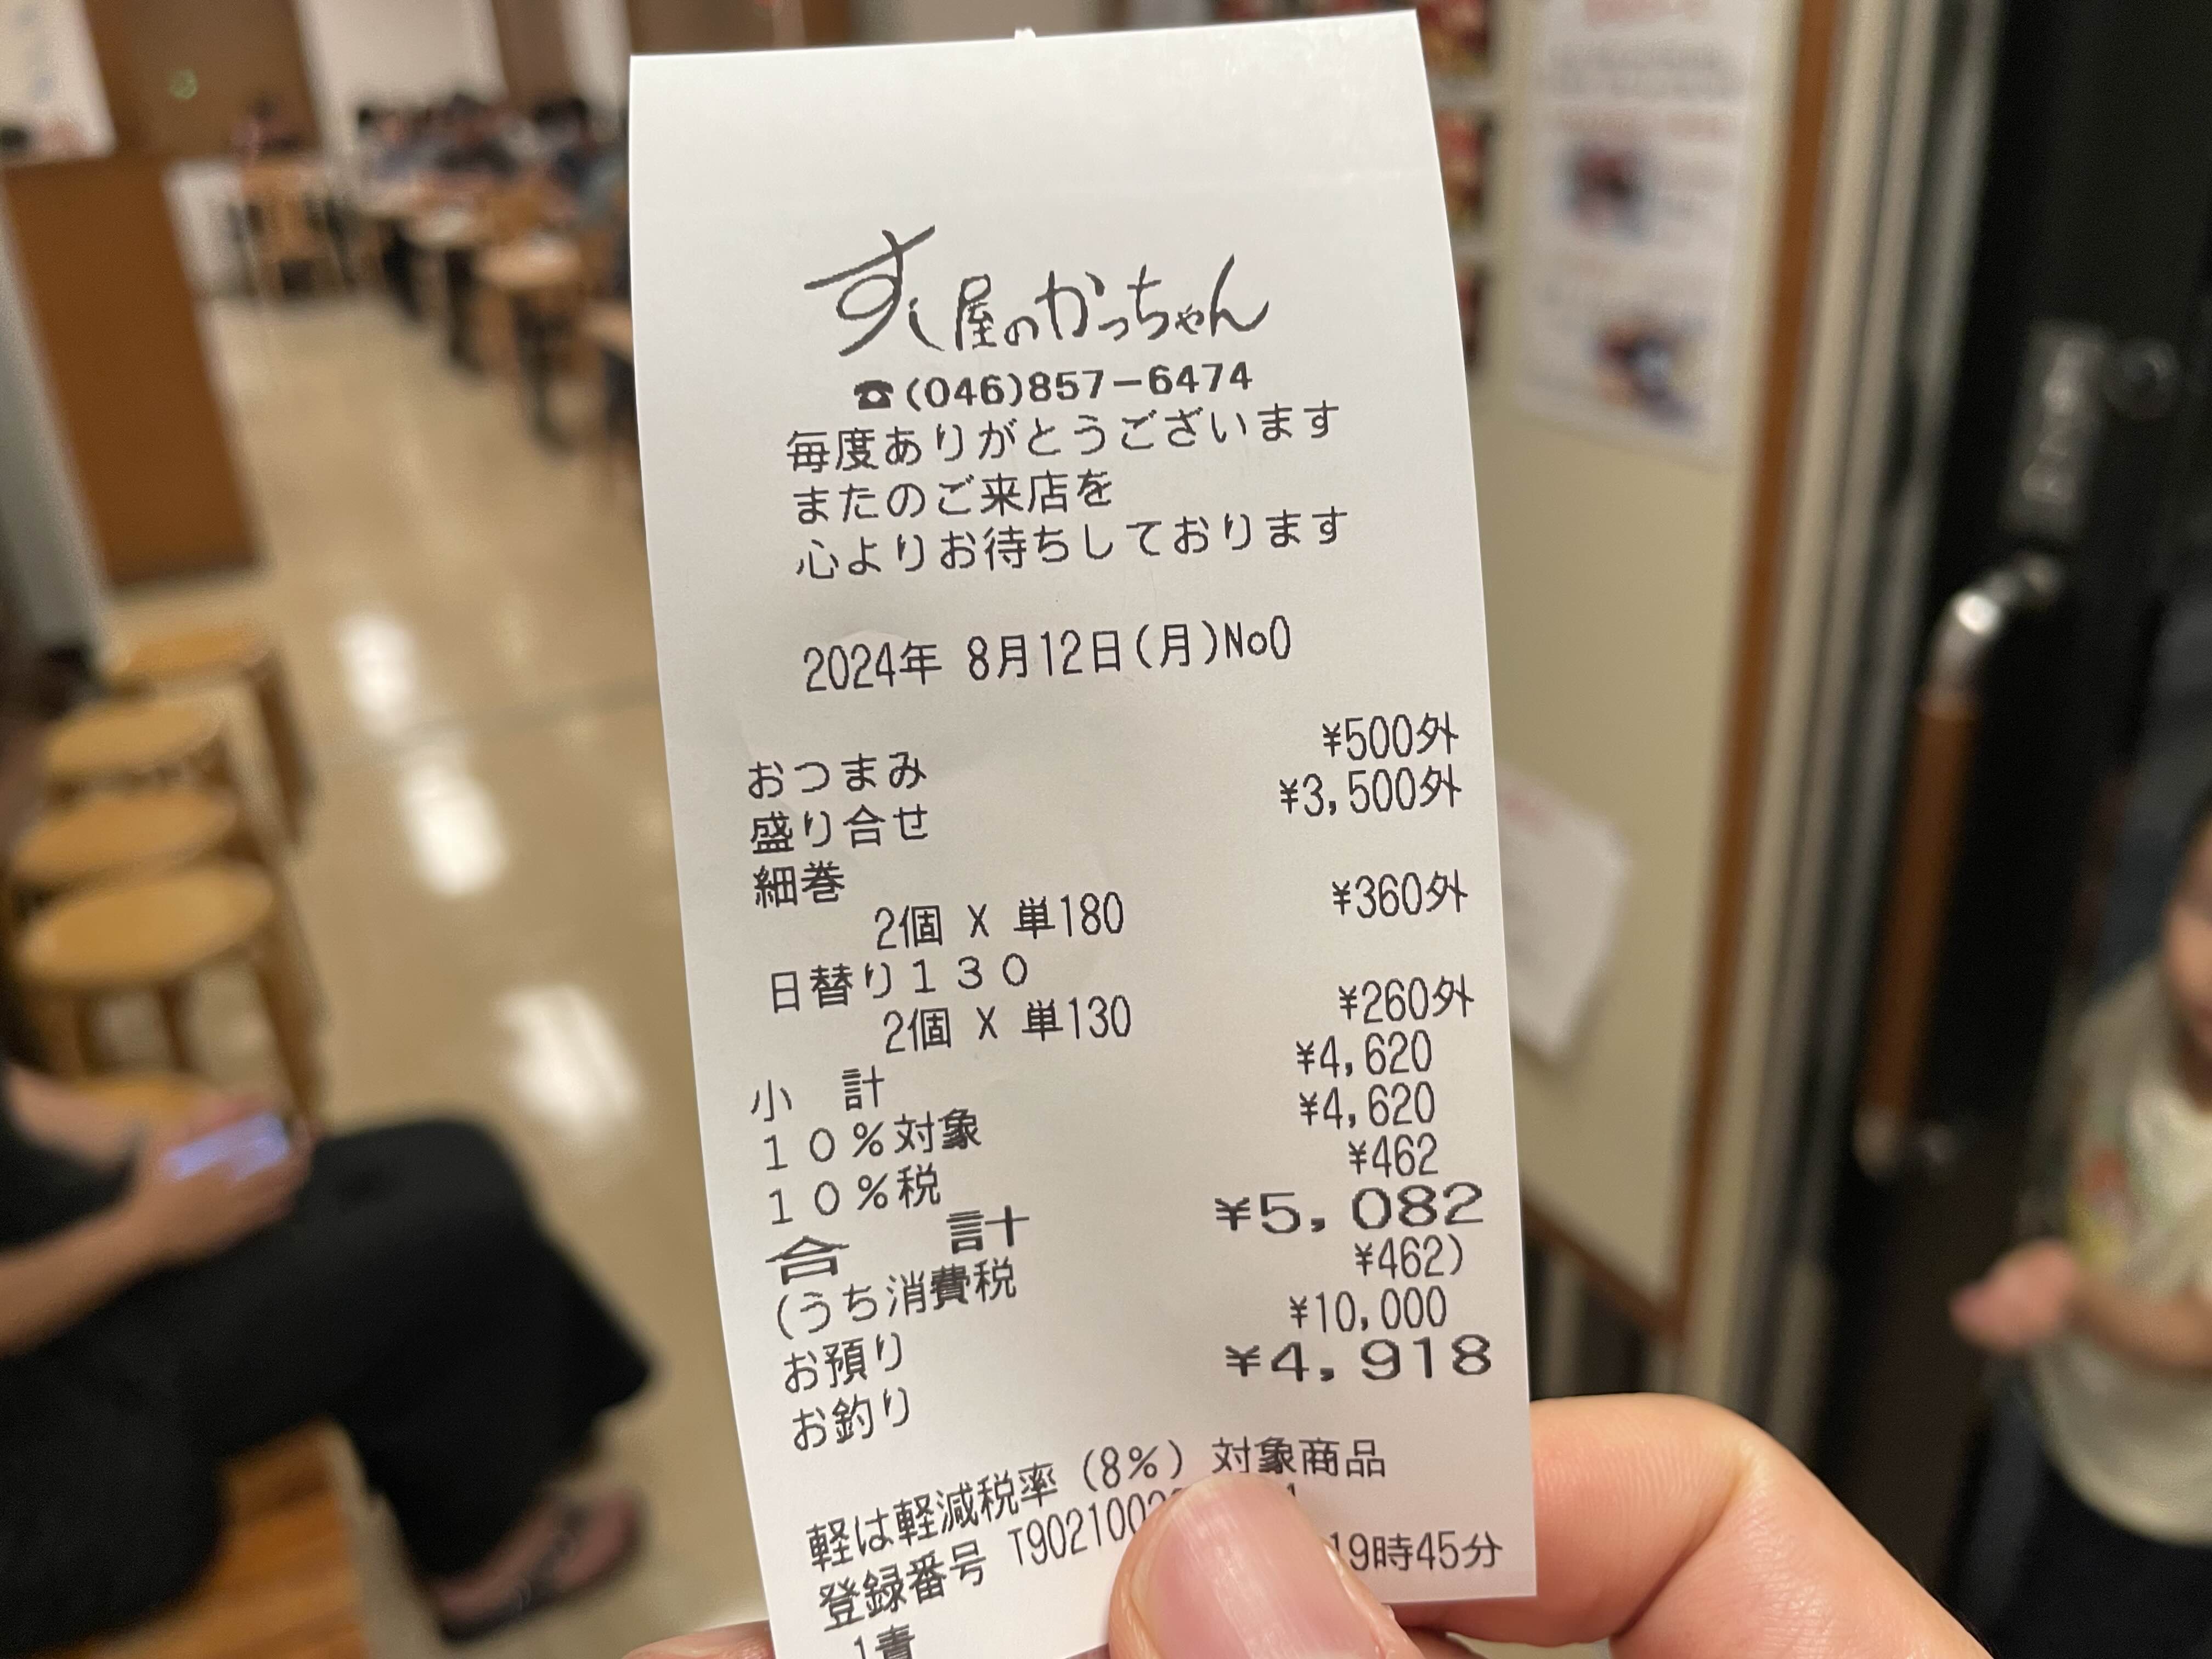 すし屋のかっちゃん
☎(046)857-6474
毎度ありがとうございます
またのご来店を
心よりお待ちしております
2024年 8月12日(月)No0
おつまみ ¥500外
盛り合せ ¥3,500外
細巻
2個 X 単180 ¥360外
日替り130
2個 X 単130 ¥260外
小 計 ¥4,620
10%対象 ¥4,620
10%税 ¥462
合 計 ¥5,082
(うち消費税 ¥462)
お預り ¥10,000
お釣り ¥4,918
軽は軽減税率(8%)対象商品
登録番号
19時45分
1責